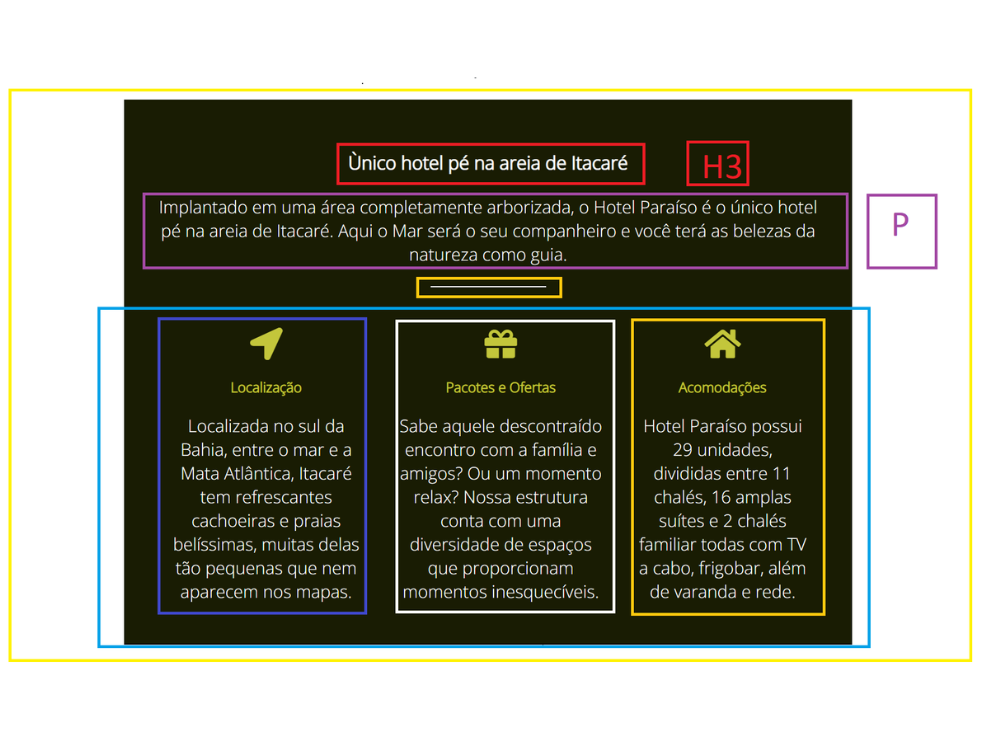 Ùnico hotel pé na areia de Itacaré
H3
Implantado em uma área completamente arborizada, o Hotel Paraíso é o único hotel
pé na areia de Itacaré. Aqui o Mar será o seu companheiro e você terá as belezas da
natureza como guia.
P
Localização
Localizada no sul da
Bahia, entre o mar e a
Mata Atlântica, Itacaré
tem refrescantes
cachoeiras e praias
belíssimas, muitas delas
tão pequenas que nem
aparecem nos mapas.
Pacotes e Ofertas
Sabe aquele descontraído
encontro com a família e
amigos? Ou um momento
relax? Nossa estrutura
conta com uma
diversidade de espaços
que proporcionam
momentos inesquecíveis.
Acomodações
Hotel Paraíso possui
29 unidades,
divididas entre 11
chalés, 16 amplas
suítes e 2 chalés
familiar todas com TV
a cabo, frigobar, além
de varanda e rede.